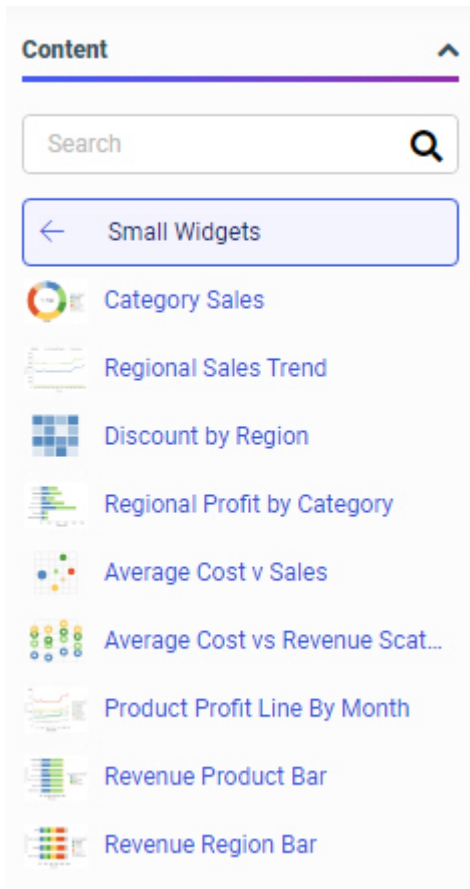 Content
Search
Small Widgets
Category Sales
Regional Sales Trend
Discount by Region
Regional Profit by Category
Average Cost v Sales
Average Cost vs Revenue Scat...
Product Profit Line By Month
Revenue Product Bar
Revenue Region Bar